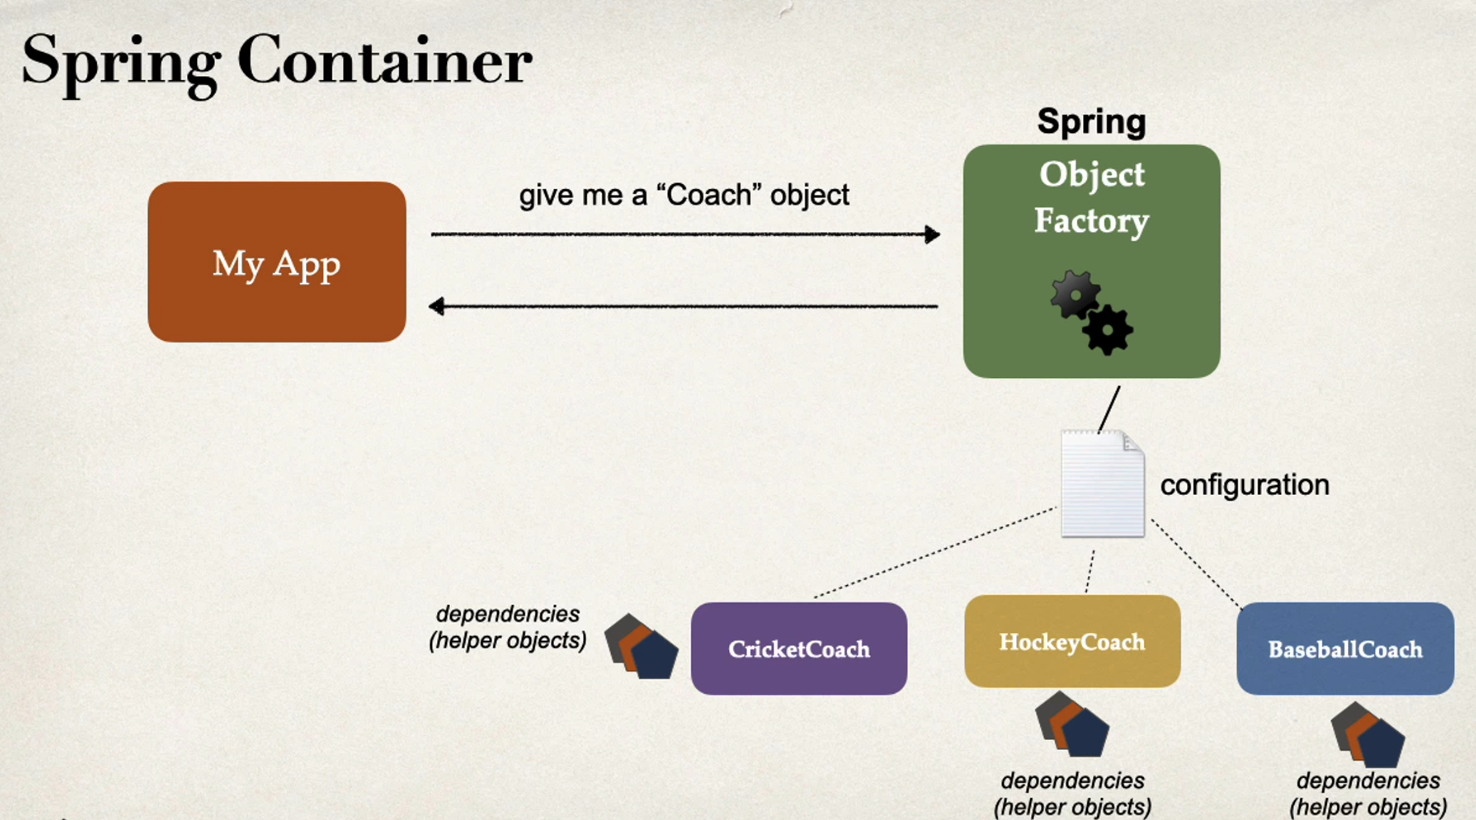 Spring Container
Spring
Object
Factory
give me a “Coach” object
My App
configuration
dependencies
(helper objects)
CricketCoach
HockeyCoach
BaseballCoach
dependencies
(helper objects)
dependencies
(helper objects)